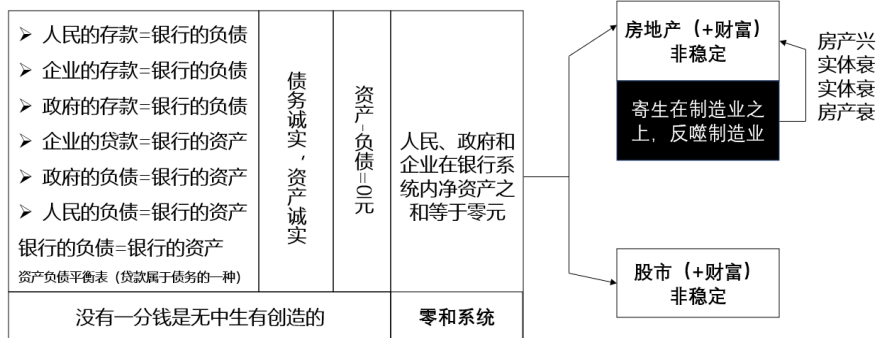 ➤ 人民的存款=银行的负债
➤ 企业的存款=银行的负债
➤ 政府的存款=银行的负债
➤ 企业的贷款=银行的资产
➤ 政府的负债=银行的资产
➤ 人民的负债=银行的资产
银行的负债=银行的资产
资产负债平衡表（贷款属于债务的一种）
债务诚实，资产诚实
资产-负债=0元
人民、政府和
企业在银行系
统内净资产之
和等于零元
没有一分钱是无中生有创造的
零和系统
房地产（+财富）
非稳定
寄生在制造业之
上，反噬制造业
房产兴
实体衰
实体衰
房产衰
股市（+财富）
非稳定